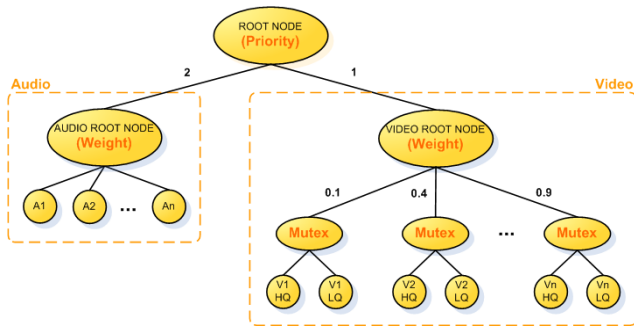 ROOT NODE
(Priority)
2
1
Audio
Video
AUDIO ROOT NODE
(Weight)
VIDEO ROOT NODE
(Weight)
0.1
0.4
0.9
A1
A2
...
An
Mutex
Mutex
...
Mutex
V1
HQ
V1
LQ
V2
HQ
V2
LQ
Vn
HQ
Vn
LQ